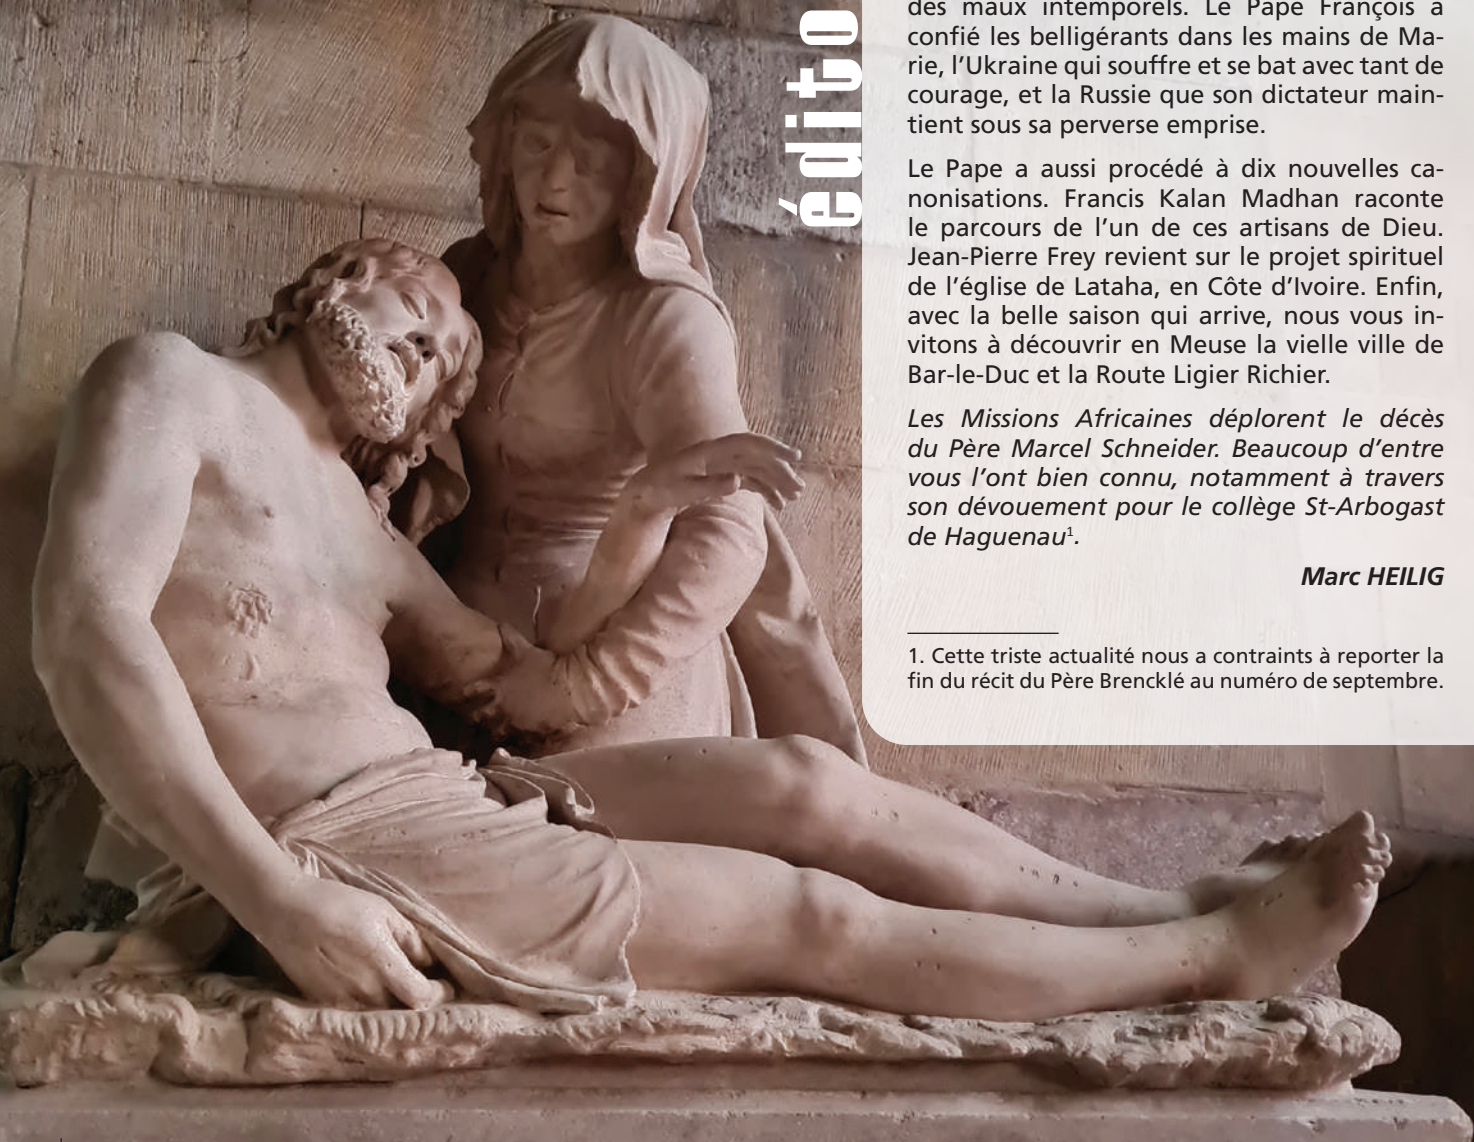 édito
des maux intemporels. Le Pape François a
confié les belligérants dans les mains de Ma-
rie, l'Ukraine qui souffre et se bat avec tant de
courage, et la Russie que son dictateur main-
tient sous sa perverse emprise.
Le Pape a aussi procédé à dix nouvelles ca-
nonisations. Francis Kalan Madhan raconte
le parcours de l'un de ces artisans de Dieu.
Jean-Pierre Frey revient sur le projet spirituel
de l'église de Lataha, en Côte d'Ivoire. Enfin,
avec la belle saison qui arrive, nous vous in-
vitons à découvrir en Meuse la vielle ville de
Bar-le-Duc et la Route Ligier Richier.
Les Missions Africaines déplorent le décès
du Père Marcel Schneider. Beaucoup d'entre
vous l'ont bien connu, notamment à travers
son dévouement pour le collège St-Arbogast
de Haguenau¹.
Marc HEILIG
1. Cette triste actualité nous a contraints à reporter la
fin du récit du Père Brencklé au numéro de septembre.